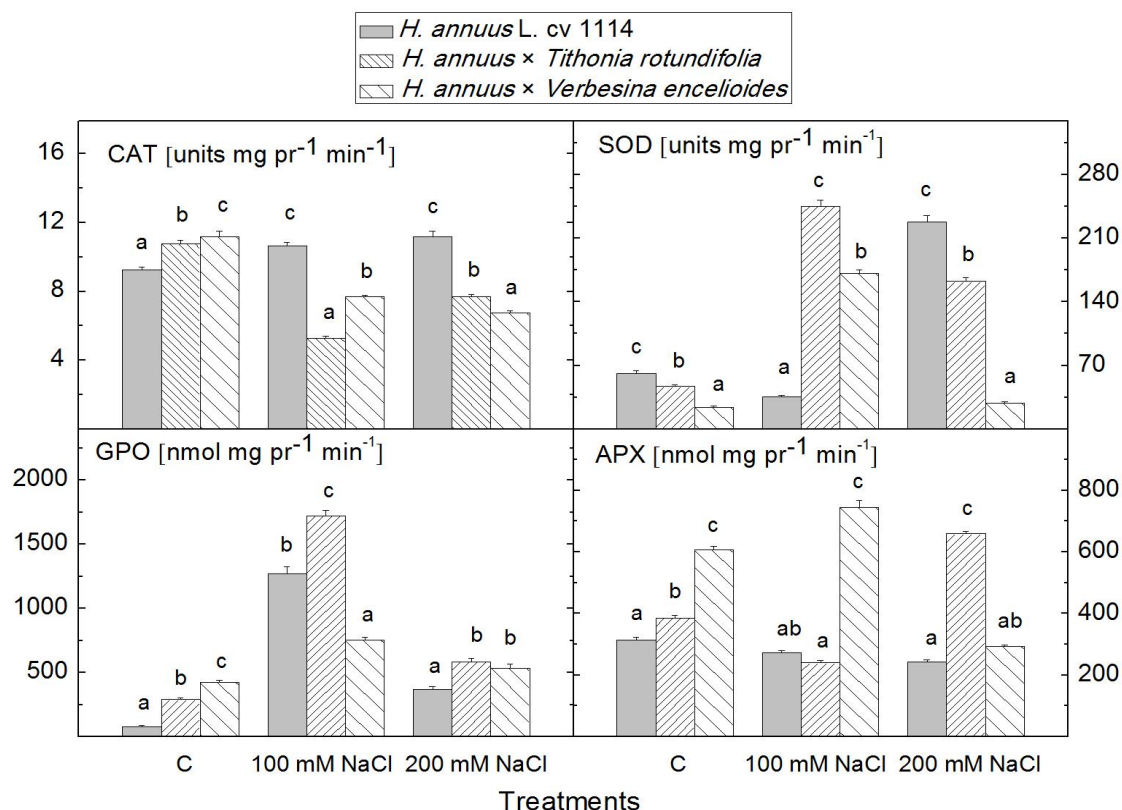 H. annuus L. cv 1114
H. annuus × Tithonia rotundifolia
H. annuus × Verbesina encelioides
CAT [units mg pr-1 min-1]
16
12
8
4
a
b
c
c
a
b
c
b
a
SOD [units mg pr-1 min-1]
280
210
140
70
c
b
a
a
c
b
c
b
a
GPO [nmol mg pr-1 min-1]
2000
1500
1000
500
a
b
c
b
c
a
a
b
b
APX [nmol mg pr-1 min-1]
800
600
400
200
a
b
c
ab
a
c
a
c
ab
C
100 mM NaCl
200 mM NaCl
C
100 mM NaCl
200 mM NaCl
Treatments